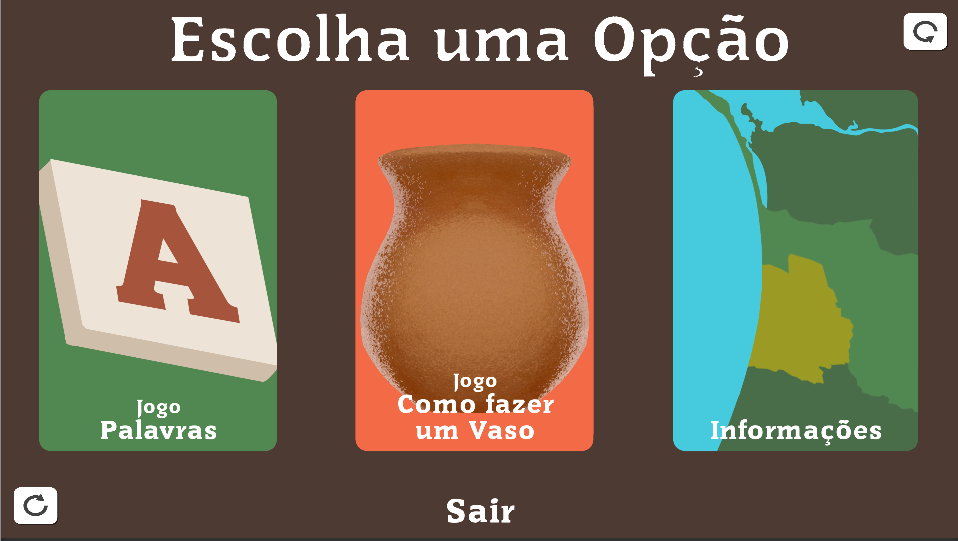 Escolha uma Opção
A
Jogo
Palavras
Jogo
Como fazer
um Vaso
Informações
Sair